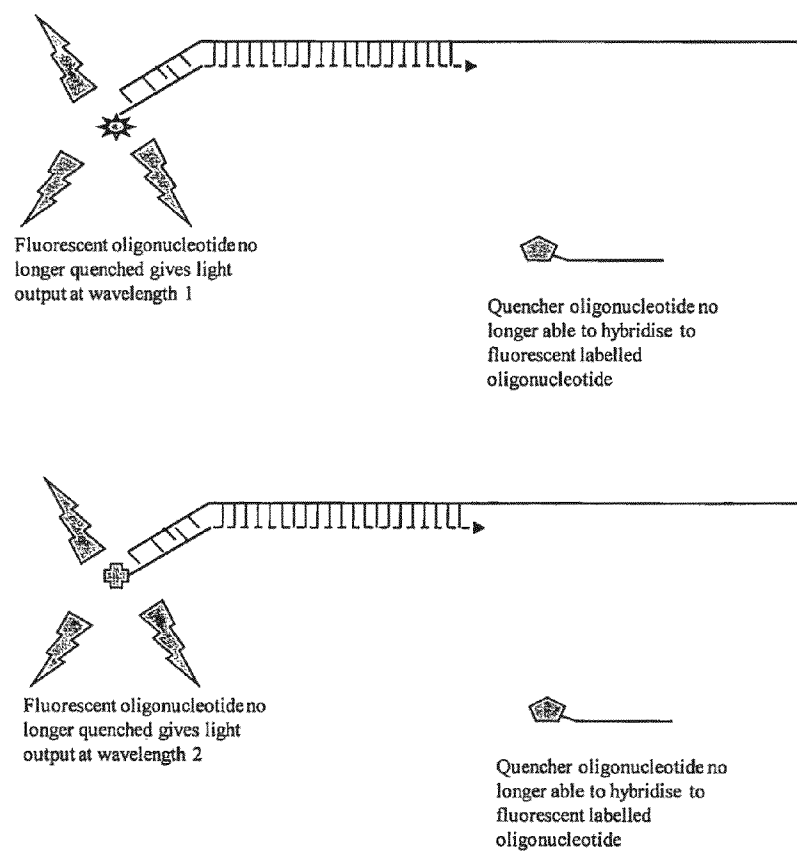 Fluorescent oligonucleotide no
longer quenched gives light
output at wavelength 1
Quencher oligonucleotide no
longer able to hybridise to
fluorescent labelled
oligonucleotide
Fluorescent oligonucleotide no
longer quenched gives light
output at wavelength 2
Quencher oligonucleotide no
longer able to hybridise to
fluorescent labelled
oligonucleotide